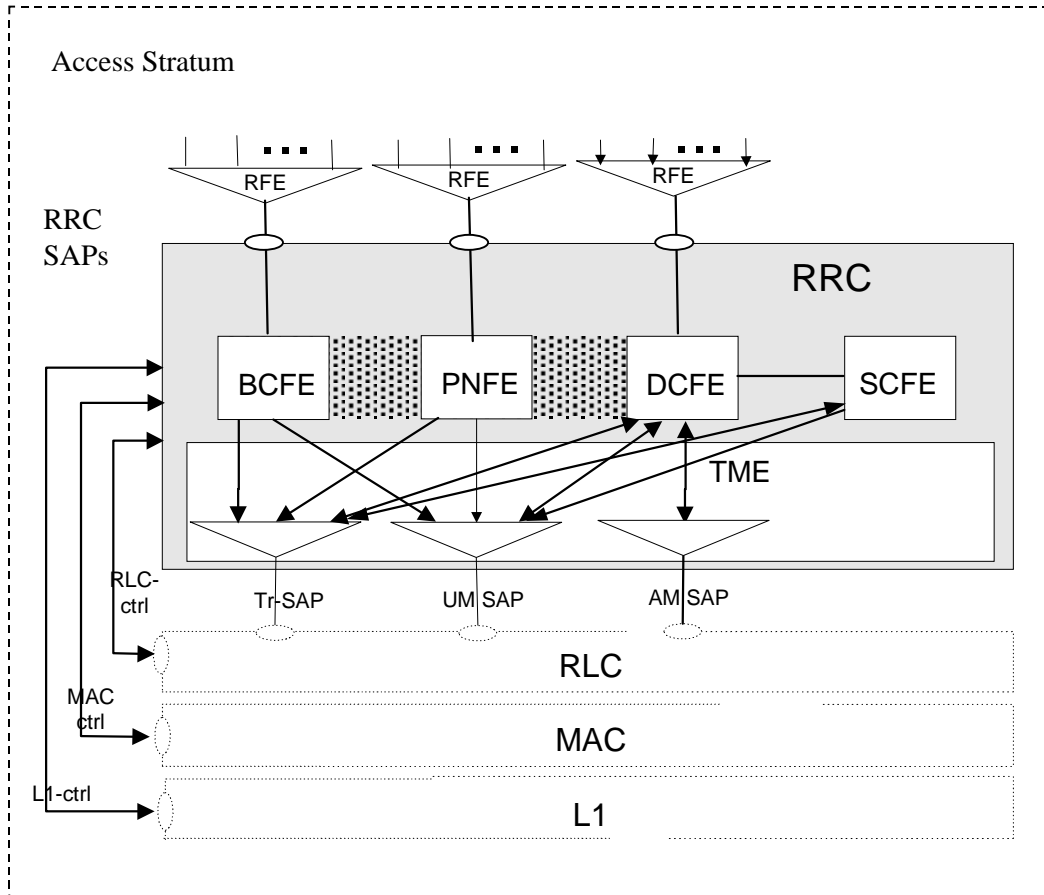 Access Stratum
RFE
RFE
RFE
RRC
SAPs
RRC
BCFE
PNFE
DCFE
SCFE
TME
RLC-
ctrl
Tr-SAP
UM SAP
AM SAP
RLC
MAC
ctrl
MAC
L1-ctrl
L1